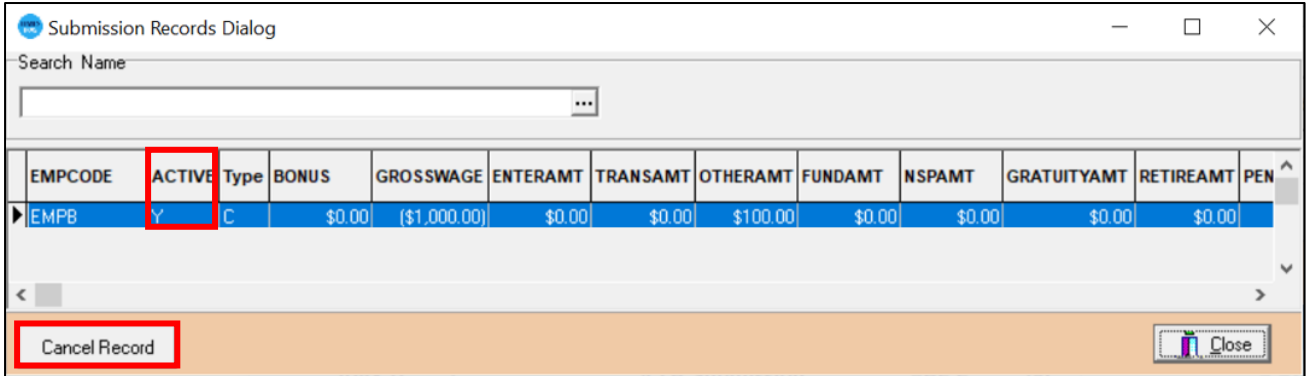 Submission Records Dialog
Search Name
...
EMPCODE ACTIVE Type BONUS GROSSWAGE ENTERAMT TRANSAMT OTHERAMT FUNDAMT NSPAMT GRATUITYAMT RETIREAMT PEN
EMPB Y C $0.00 ($1,000.00) $0.00 $0.00 $100.00 $0.00 $0.00 $0.00 $0.00
Cancel Record Close